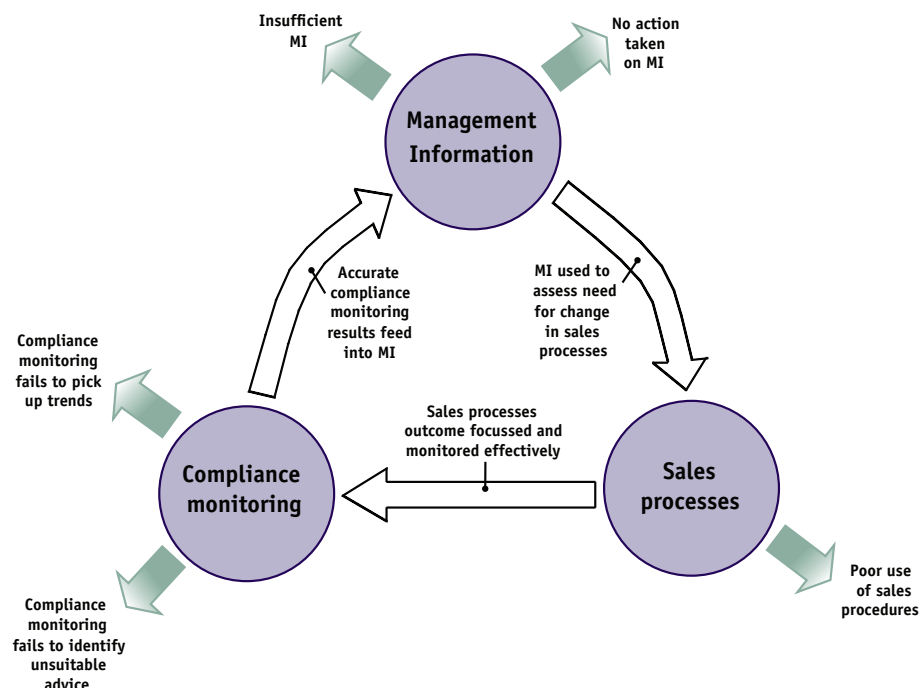 Insufficient
MI
No action
taken
on MI
Management
Information
Accurate
compliance
monitoring
results feed
into MI
MI used to
assess need
for change
in sales
processes
Compliance
monitoring
fails to pick
up trends
Sales processes
outcome focussed and
monitored effectively
Compliance
monitoring
Sales
processes
Compliance
monitoring
fails to identify
unsuitable
advice
Poor use
of sales
procedures